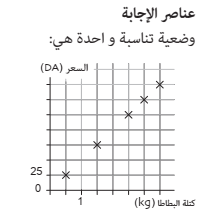 عناصر الإجابة
وضعية تناسبة و احدة هي:
السعر (DA)
25
0
1
كتلة البطاطا (kg)